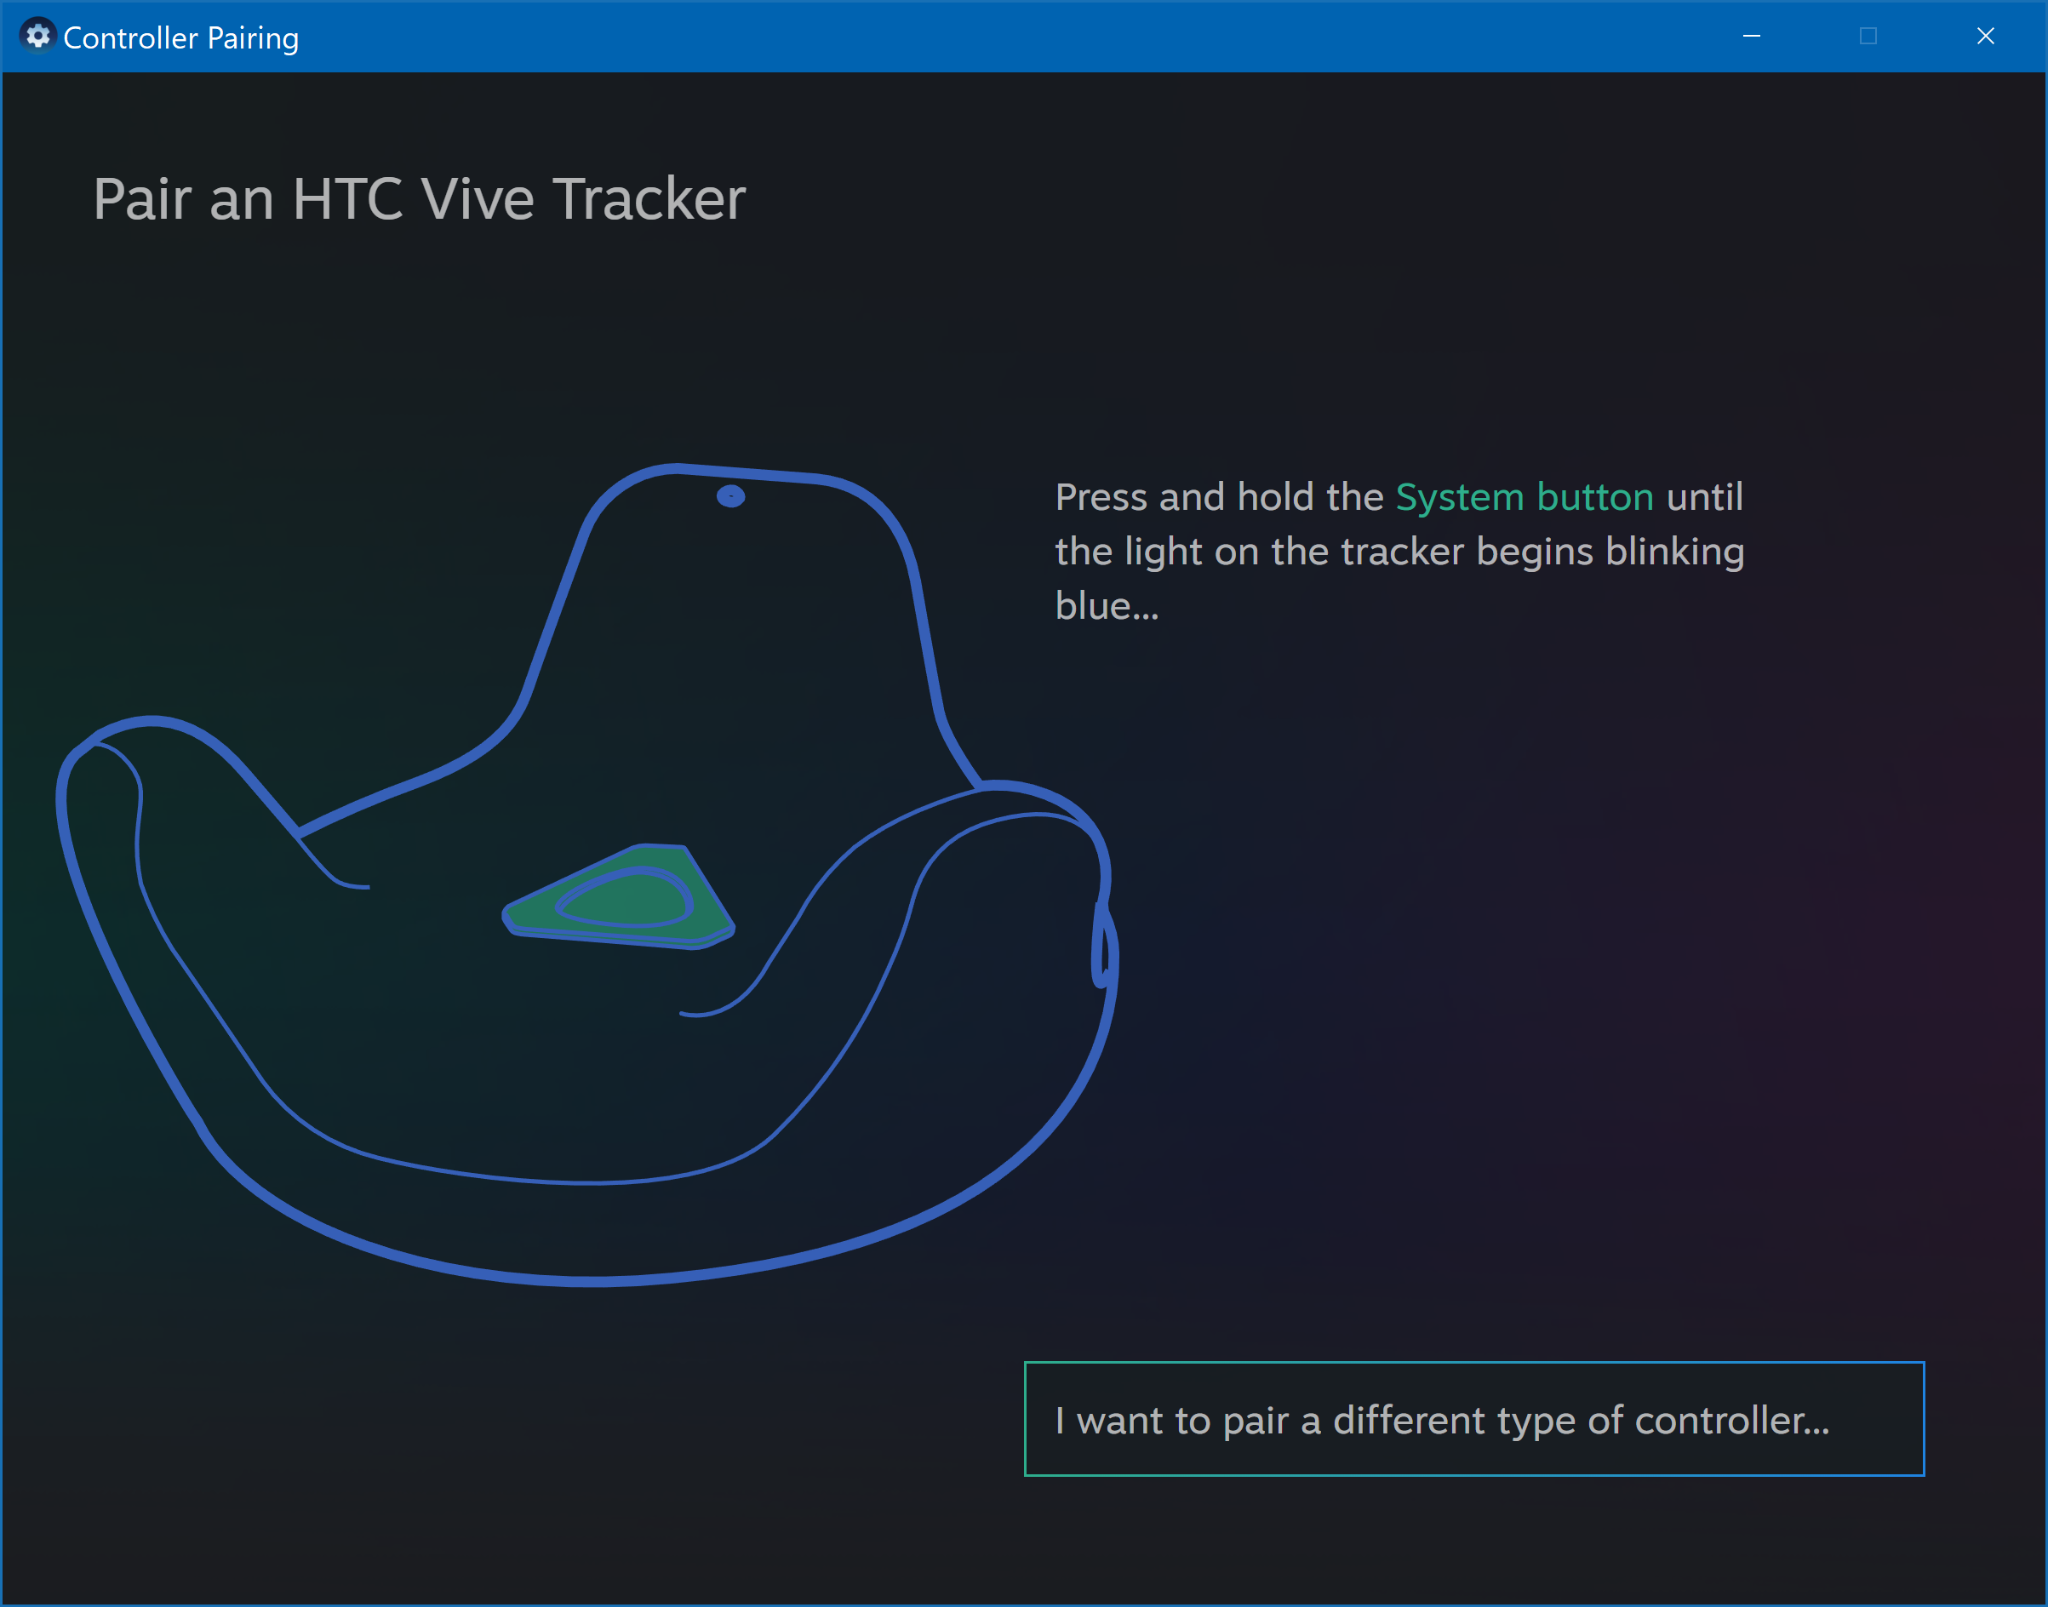 Controller Pairing
Pair an HTC Vive Tracker
Press and hold the System button until
the light on the tracker begins blinking
blue...
I want to pair a different type of controller...